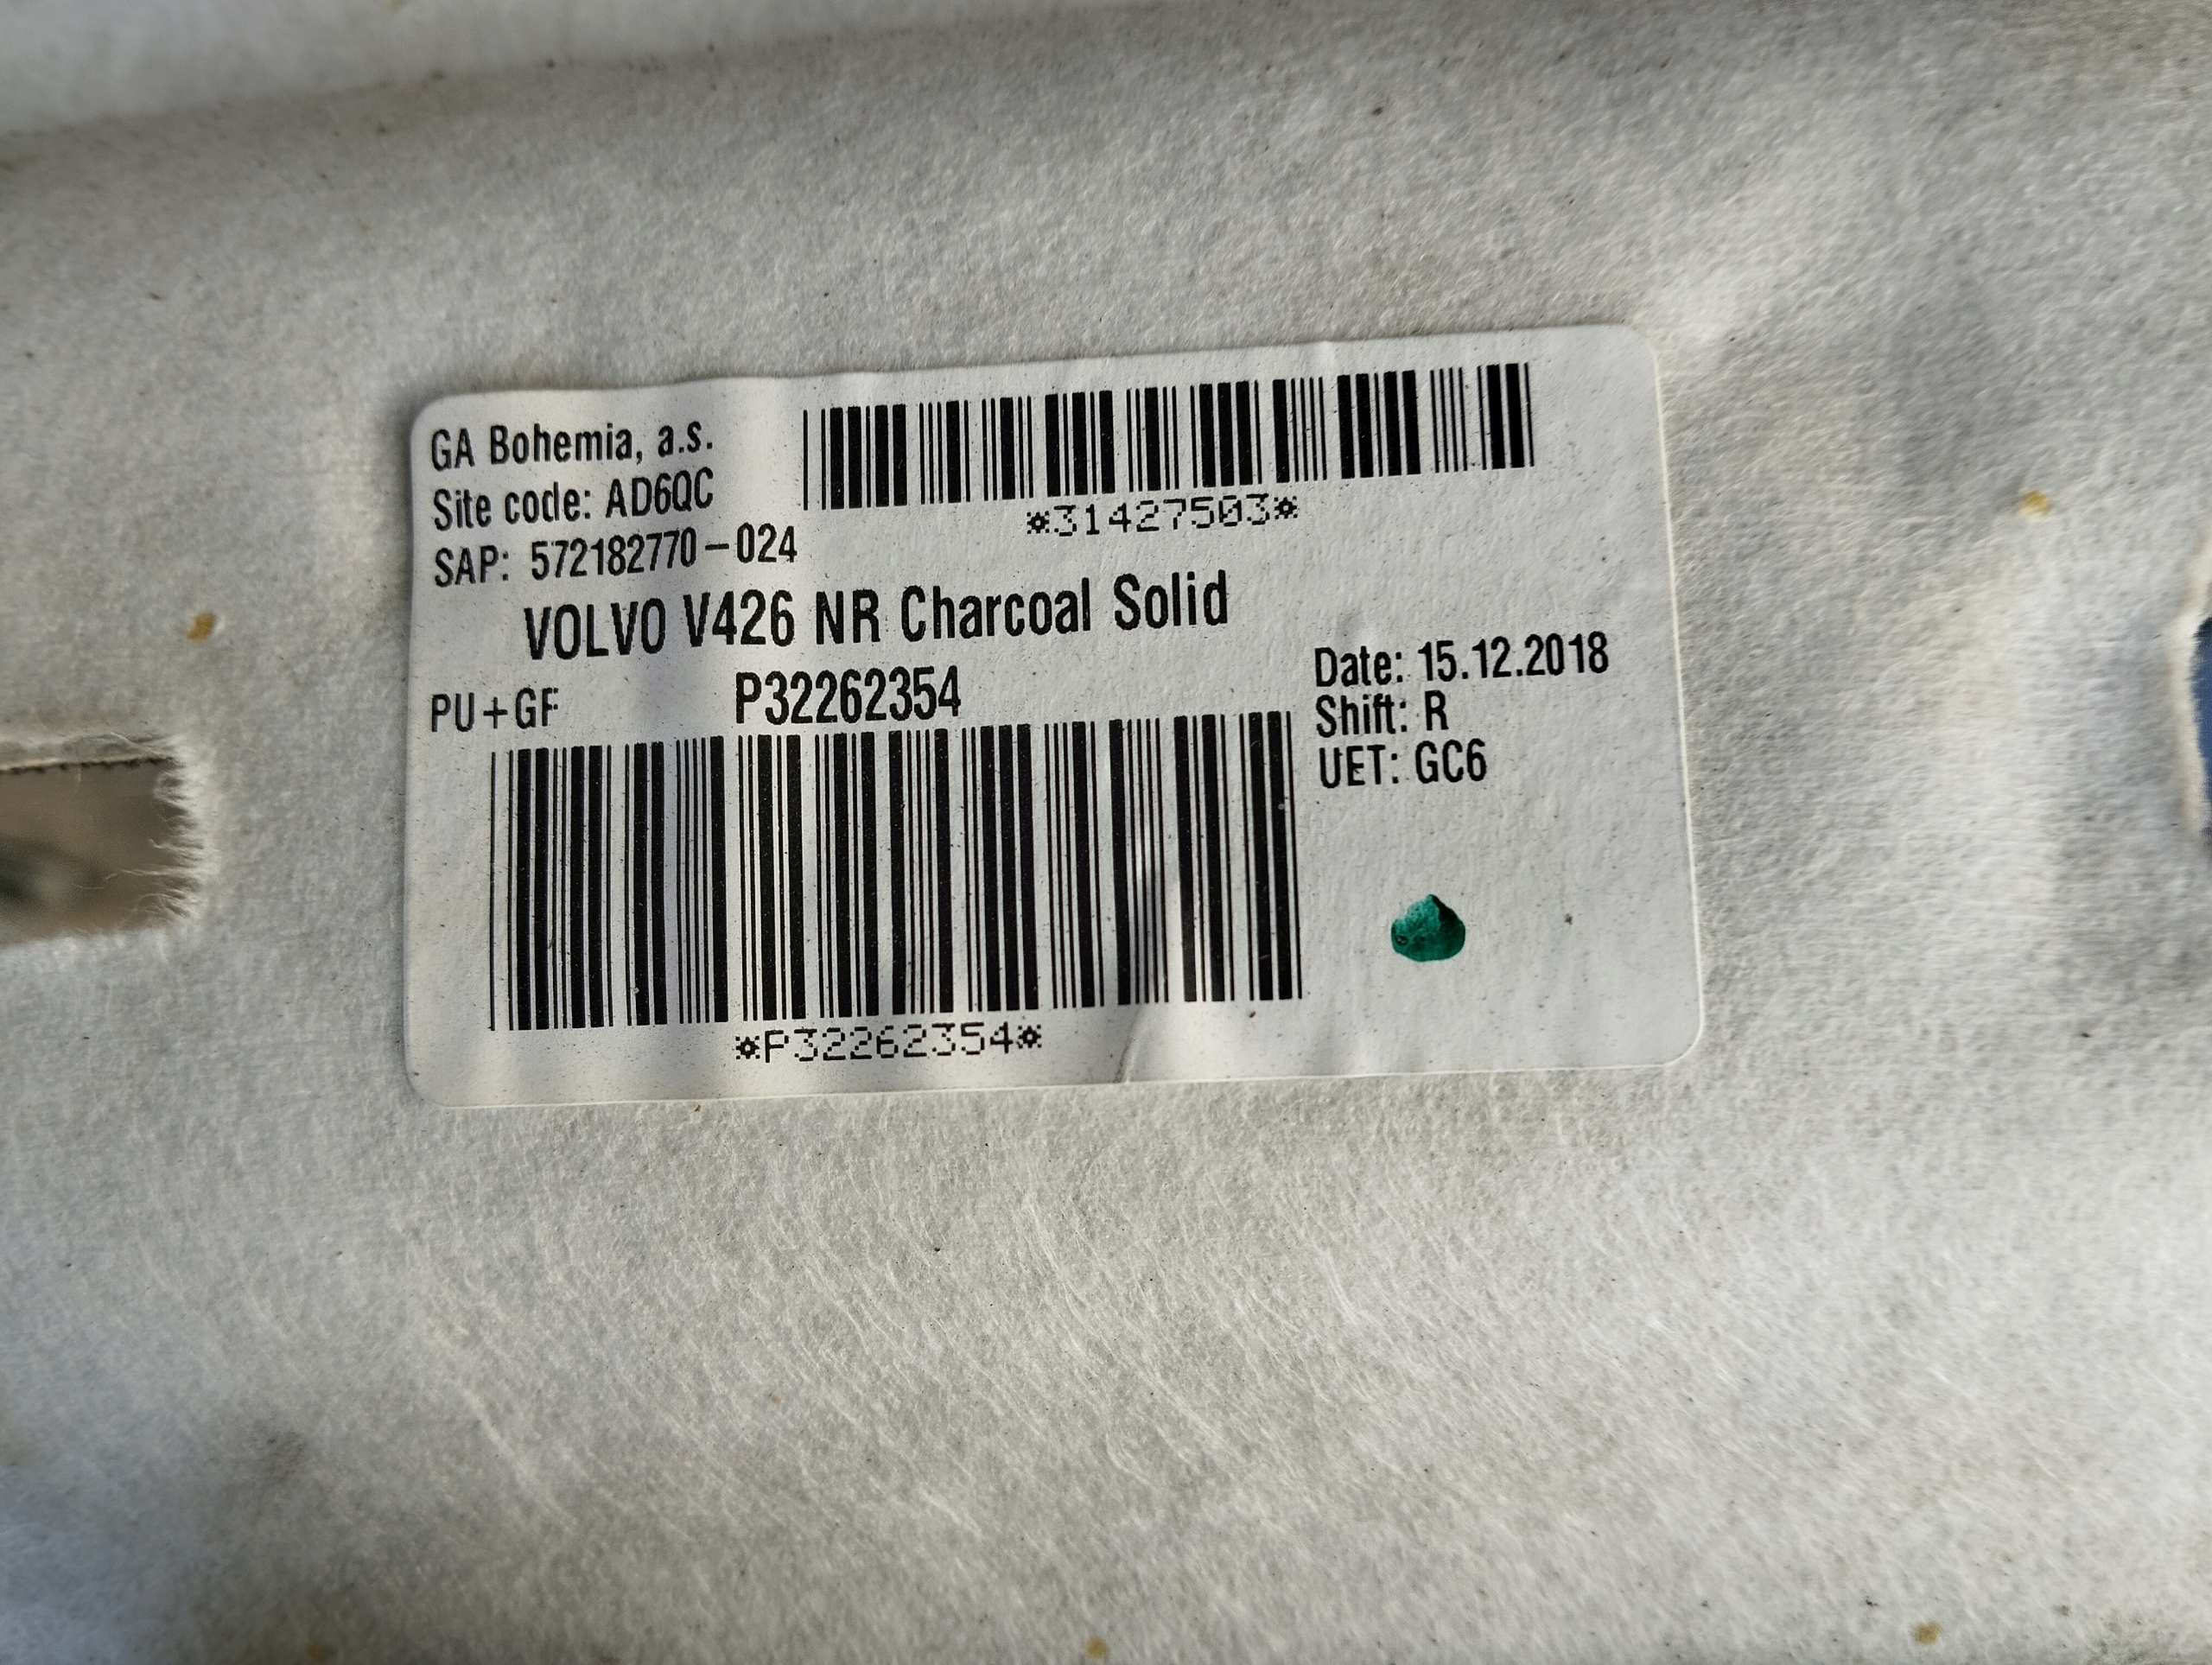 GA Bohemia, a.s.
Site code: AD6QC
SAP: 572182770-024
*31427503*
VOLVO V426 NR Charcoal Solid
PU+GF
P32262354
Date: 15.12.2018
Shift: R
UET: GC6
*P32262354*